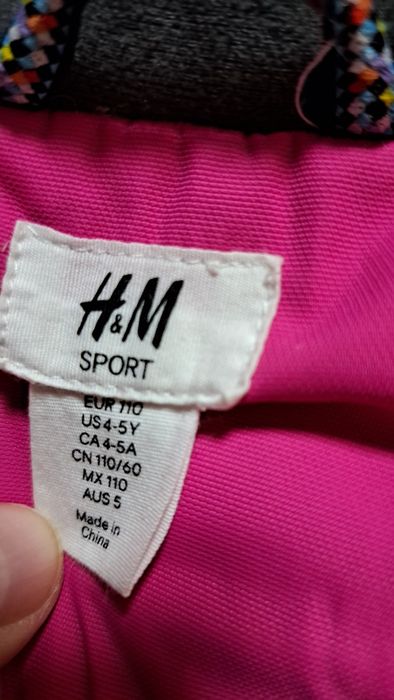 H&M
SPORT
EUR 110
US 4-5Y
CA 4-5A
CN 110/60
MX 110
AUS 5
Made in
China